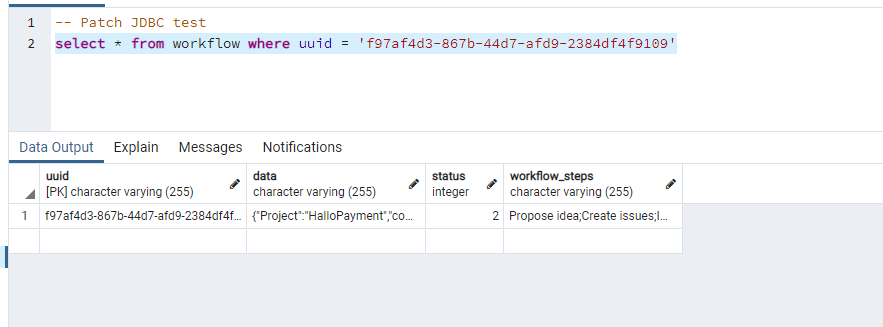 1 -- Patch JDBC test
2 select * from workflow where uuid = 'f97af4d3-867b-44d7-afd9-2384df4f9109'
Data Output Explain Messages Notifications
uuid data status workflow_steps
[PK] character varying (255) character varying (255) integer character varying (255)
1 f97af4d3-867b-44d7-afd9-2384df4f... {"Project":"HalloPayment","co... 2 Propose idea;Create issues;I...